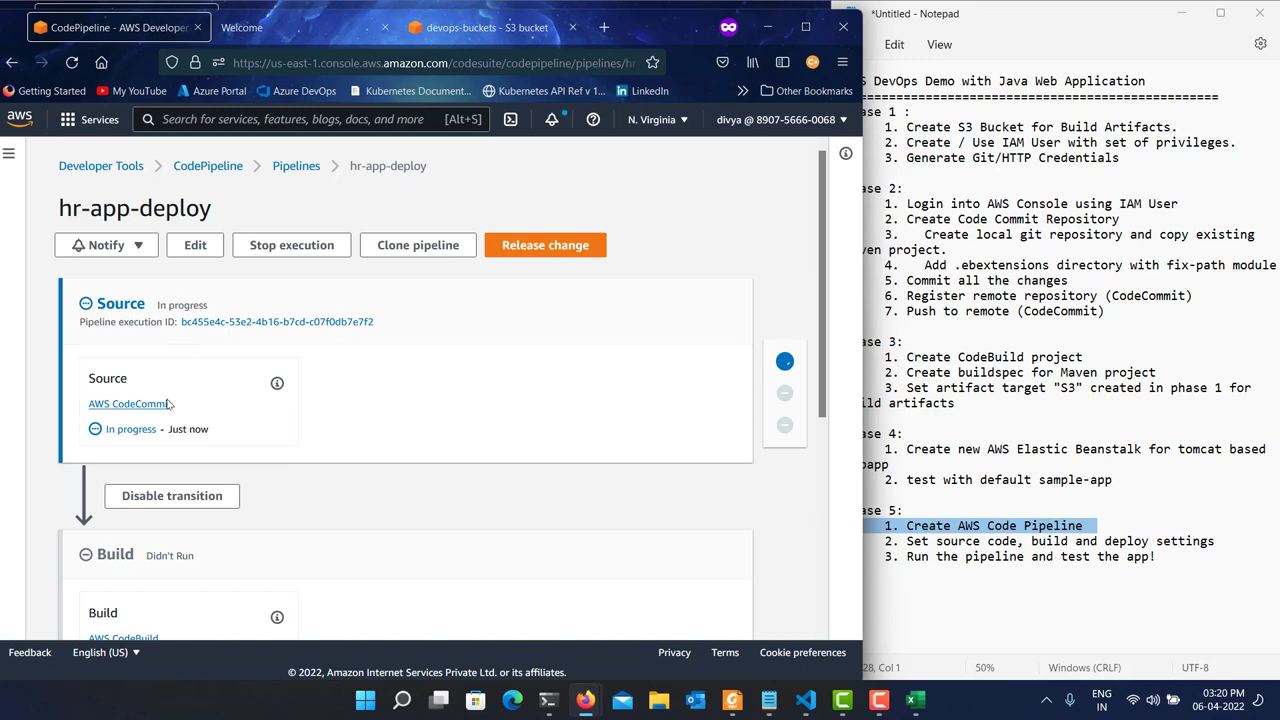 CodePipeline - AWS Developer
Welcome
devops-buckets - S3 bucket
https://us-east-1.console.aws.amazon.com/codesuite/codepipeline/pipelines/hr
Getting Started
My YouTube
Azure Portal
Azure DevOps
Kubernetes Document...
Kubernetes API Ref v 1...
LinkedIn
Other Bookmarks
aws
Services
Search for services, features, blogs, docs, and more
[Alt+S]
N. Virginia
divya @ 8907-5666-0068
Developer Tools
CodePipeline
Pipelines
hr-app-deploy
hr-app-deploy
Notify
Edit
Stop execution
Clone pipeline
Release change
Source In progress
Pipeline execution ID: bc455e4c-53e2-4b16-b7cd-c07f0db7e7f2
Source
AWS CodeCommit
In progress - Just now
Disable transition
Build Didn't Run
Build
AWS CodeBuild
Feedback
English (US)
Privacy
Terms
Cookie preferences
© 2022, Amazon Internet Services Private Ltd. or its affiliates.
*Untitled - Notepad
Edit
View
S DevOps Demo with Java Web Application
==================================================
ase 1 :
1. Create S3 Bucket for Build Artifacts.
2. Create / Use IAM User with set of privileges.
3. Generate Git/HTTP Credentials
ase 2:
1. Login into AWS Console using IAM User
2. Create Code Commit Repository
3. Create local git repository and copy existing
ven project.
4. Add .ebextensions directory with fix-path module
5. Commit all the changes
6. Register remote repository (CodeCommit)
7. Push to remote (CodeCommit)
ase 3:
1. Create CodeBuild project
2. Create buildspec for Maven project
3. Set artifact target "S3" created in phase 1 for
ild artifacts
ase 4:
1. Create new AWS Elastic Beanstalk for tomcat based
bapp
2. test with default sample-app
ase 5:
1. Create AWS Code Pipeline
2. Set source code, build and deploy settings
3. Run the pipeline and test the app!
28, Col 1
50%
Windows (CRLF)
UTF-8
ENG
IN
03:20 PM
06-04-2022